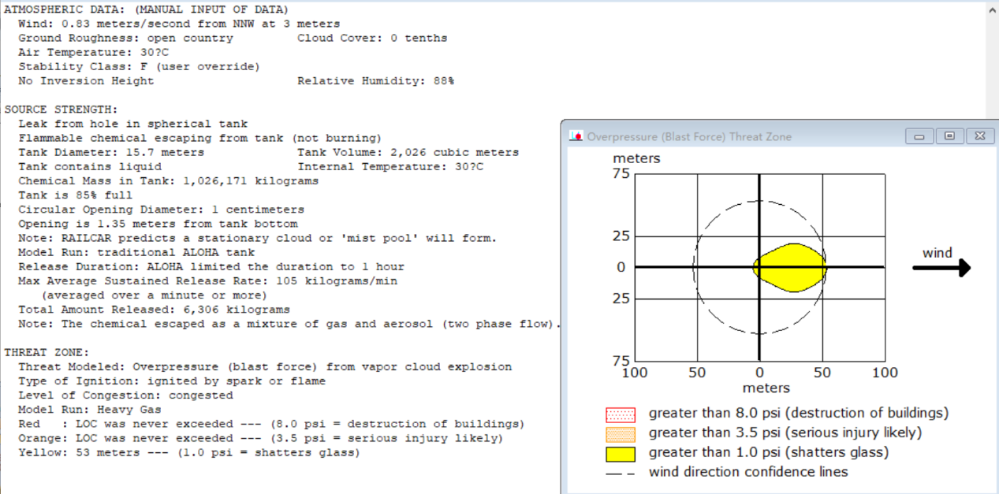 ATMOSPHERIC DATA: (MANUAL INPUT OF DATA)
Wind: 0.83 meters/second from NNW at 3 meters
Ground Roughness: open country Cloud Cover: 0 tenths
Air Temperature: 30?C
Stability Class: F (user override)
No Inversion Height Relative Humidity: 88%
SOURCE STRENGTH:
Leak from hole in spherical tank
Flammable chemical escaping from tank (not burning)
Tank Diameter: 15.7 meters Tank Volume: 2,026 cubic meters
Tank contains liquid Internal Temperature: 30?C
Chemical Mass in Tank: 1,026,171 kilograms
Tank is 85% full
Circular Opening Diameter: 1 centimeters
Opening is 1.35 meters from tank bottom
Note: RAILCAR predicts a stationary cloud or 'mist pool' will form.
Model Run: traditional ALOHA tank
Release Duration: ALOHA limited the duration to 1 hour
Max Average Sustained Release Rate: 105 kilograms/min
(averaged over a minute or more)
Total Amount Released: 6,306 kilograms
Note: The chemical escaped as a mixture of gas and aerosol (two phase flow).
THREAT ZONE:
Threat Modeled: Overpressure (blast force) from vapor cloud explosion
Type of Ignition: ignited by spark or flame
Level of Congestion: congested
Model Run: Heavy Gas
Red : LOC was never exceeded --- (8.0 psi = destruction of buildings)
Orange: LOC was never exceeded --- (3.5 psi = serious injury likely)
Yellow: 53 meters --- (1.0 psi = shatters glass)
Overpressure (Blast Force) Threat Zone
meters
75
25
0
25
75
100 50 0 50 100
meters
wind
greater than 8.0 psi (destruction of buildings)
greater than 3.5 psi (serious injury likely)
greater than 1.0 psi (shatters glass)
wind direction confidence lines